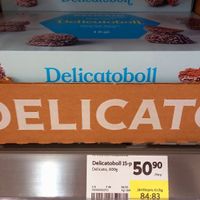 Delicatoboll
Delicatoboll
DELICATO
Delicatoboll 15-p
Delicato, 600g
50 90
84:83